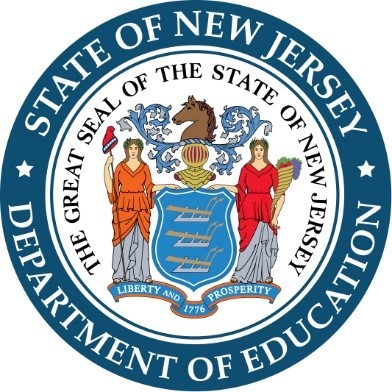 STATE OF NEW JERSEY
DEPARTMENT OF EDUCATION
THE GREAT SEAL OF THE STATE OF NEW JERSEY
LIBERTY AND PROSPERITY
1776